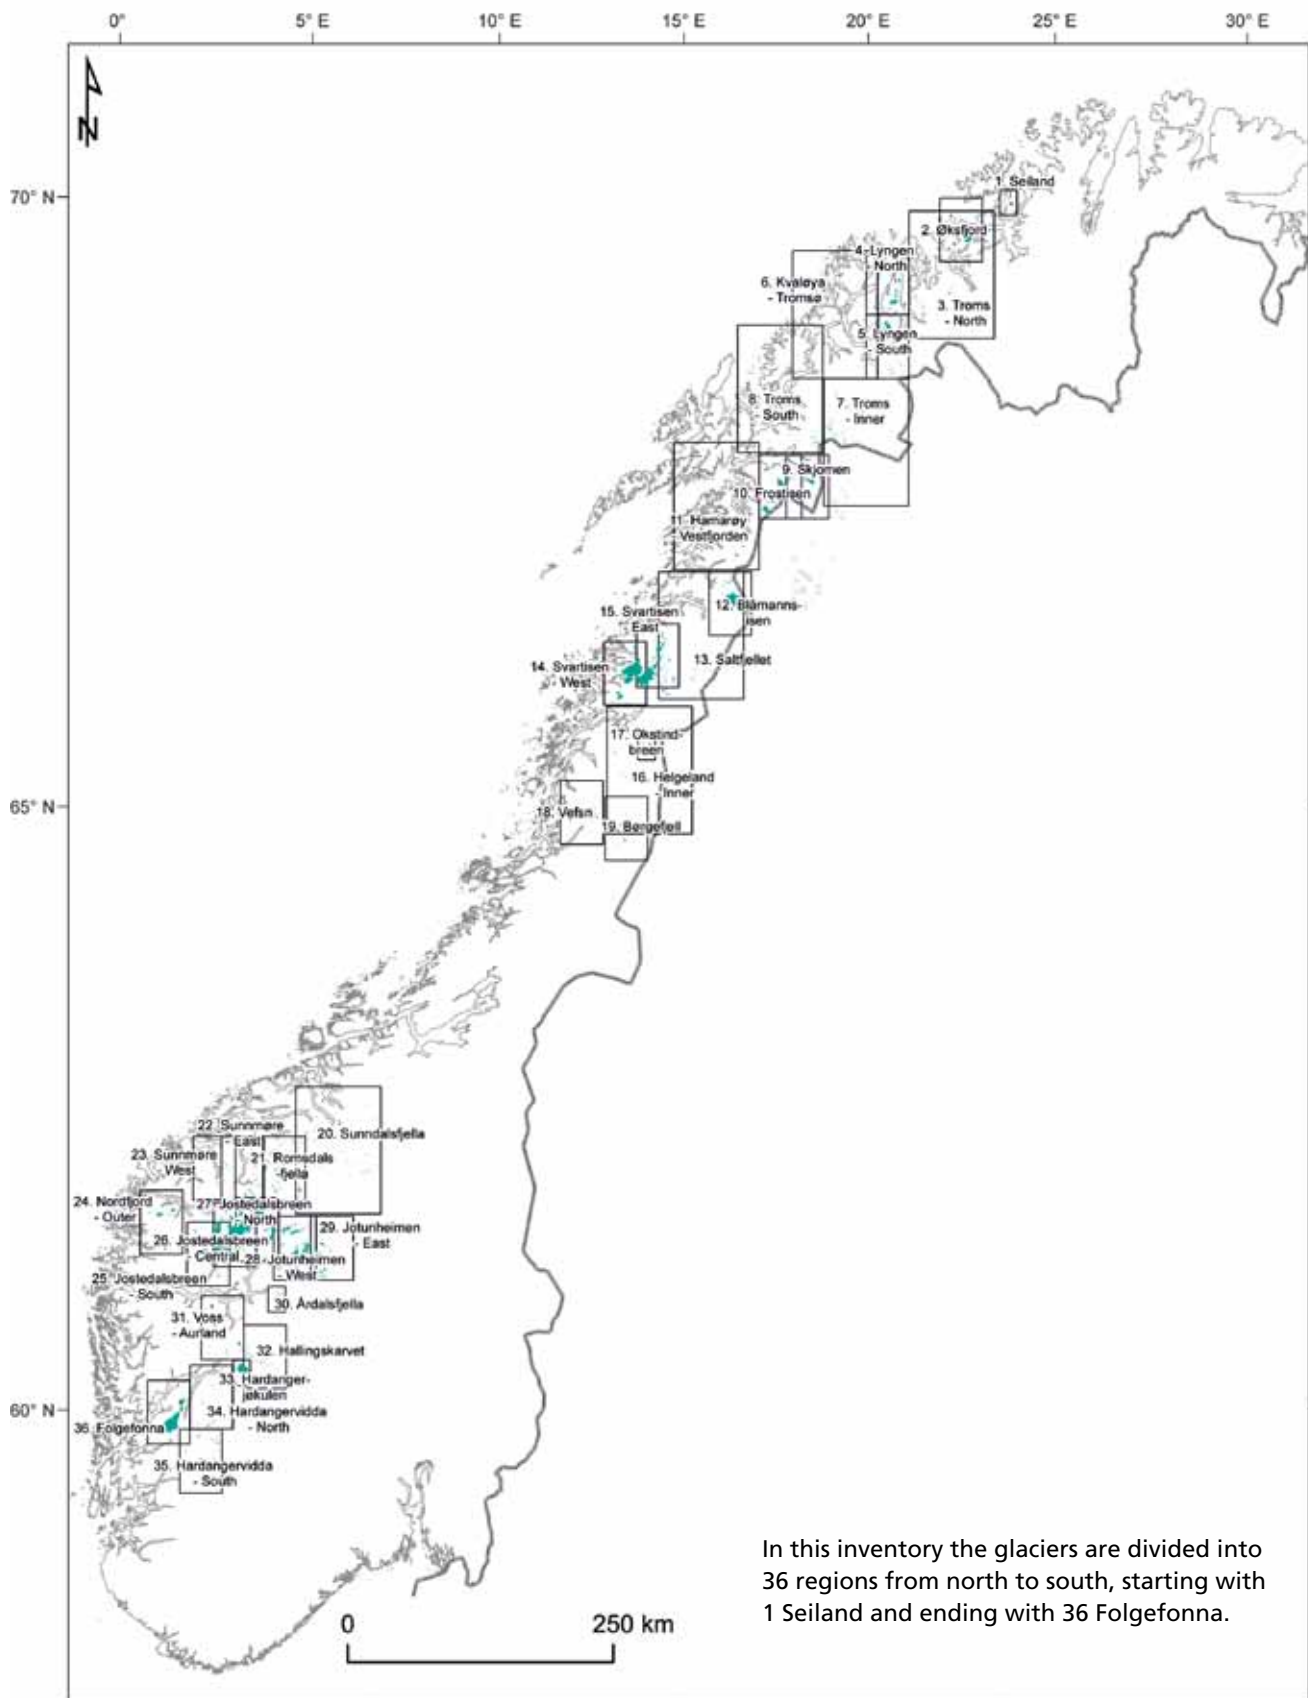 0° 5° E 10° E 15° E 20° E 25° E 30° E
N
70° N
65° N
60° N
1. Seiland
2. Øksfjord
3. Troms
- North
4. Lyngen
- North
5. Lyngen
- South
6. Kvaløya
- Tromsø
7. Troms
- Inner
8. Troms
- South
9. Skjomen
10. Frostisen
11. Hamarøy
Vestfjorden
12. Blåmanns-
isen
13. Saltfjellet
14. Svartisen
- West
15. Svartisen
East
16. Helgeland
- Inner
17. Okstind-
breen
18. Vefsn
19. Børgefjell
20. Sunndalsfjella
21. Romsdals
-fjella
22. Sunnmøre
- East
23. Sunnmøre
West
24. Nordfjord
- Outer
25. Jostedalsbreen
- South
26. Jostedalsbreen
- Central
27. Jostedalsbreen
- North
28. Jotunheimen
- West
29. Jotunheimen
- East
30. Årdalsfjella
31. Voss
- Aurland
32. Hallingskarvet
33. Hardanger-
jøkulen
34. Hardangervidda
- North
35. Hardangervidda
- South
36. Folgefonna
0 250 km
In this inventory the glaciers are divided into
36 regions from north to south, starting with
1 Seiland and ending with 36 Folgefonna.